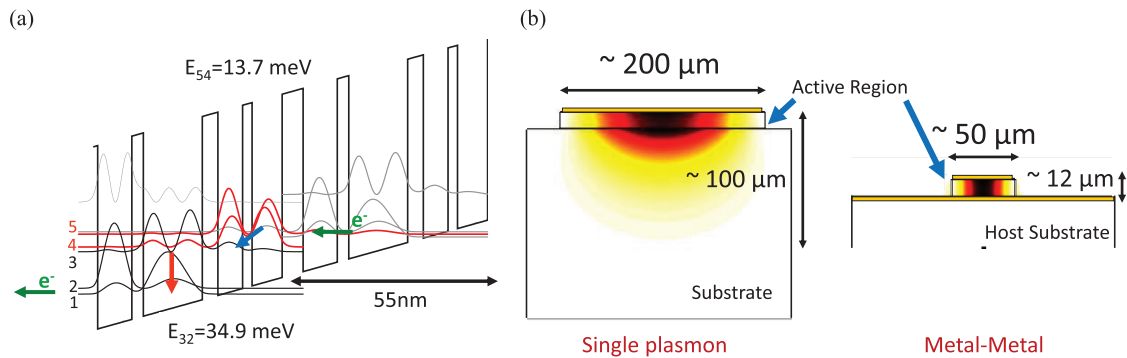 (a)
E54=13.7 meV
5
4
3
2
1
e-
e-
55nm
E32=34.9 meV
(b)
~ 200 µm
Active Region
~ 50 µm
~ 100 µm
~ 12 µm
Host Substrate
Substrate
Single plasmon
Metal-Metal